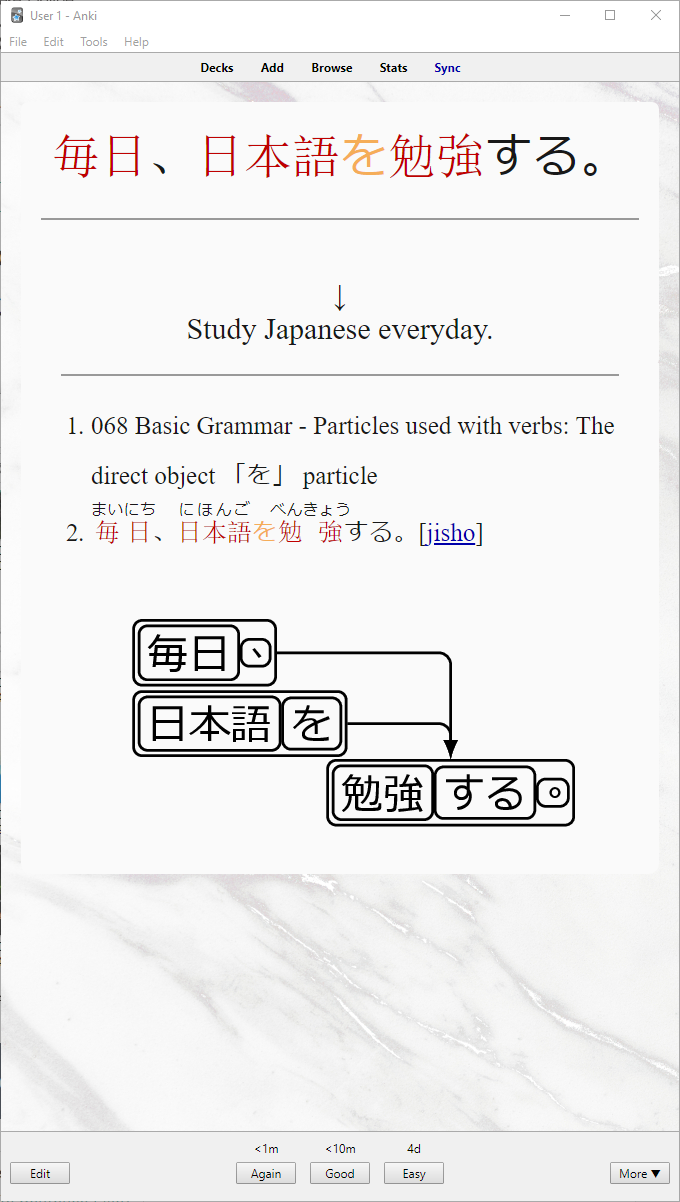 User 1 - Anki
File Edit Tools Help
Decks Add Browse Stats Sync
毎日、日本語を勉強する。
↓
Study Japanese everyday.
1. 068 Basic Grammar - Particles used with verbs: The
direct object 「を」 particle
まいにち にほんご べんきょう
2. 毎日、日本語を勉強する。[jisho]
毎日、
日本語を
勉強する。
<1m <10m 4d
Edit Again Good Easy More ▼